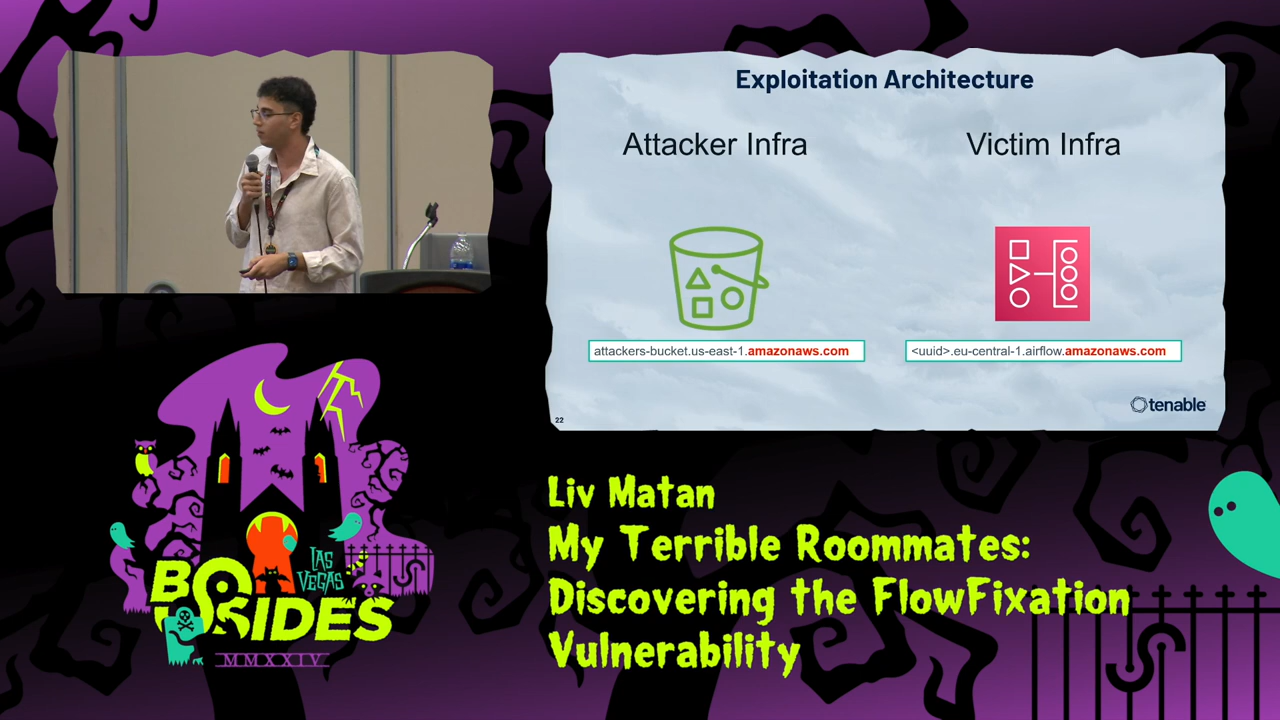 Exploitation Architecture
Attacker Infra
Victim Infra
attackers-bucket.us-east-1.amazonaws.com
<uuid>.eu-central-1.airflow.amazonaws.com
22
tenable
LAS
VEGAS
BSIDES
MMXXIV
Liv Matan
My Terrible Roommates:
Discovering the FlowFixation
Vulnerability